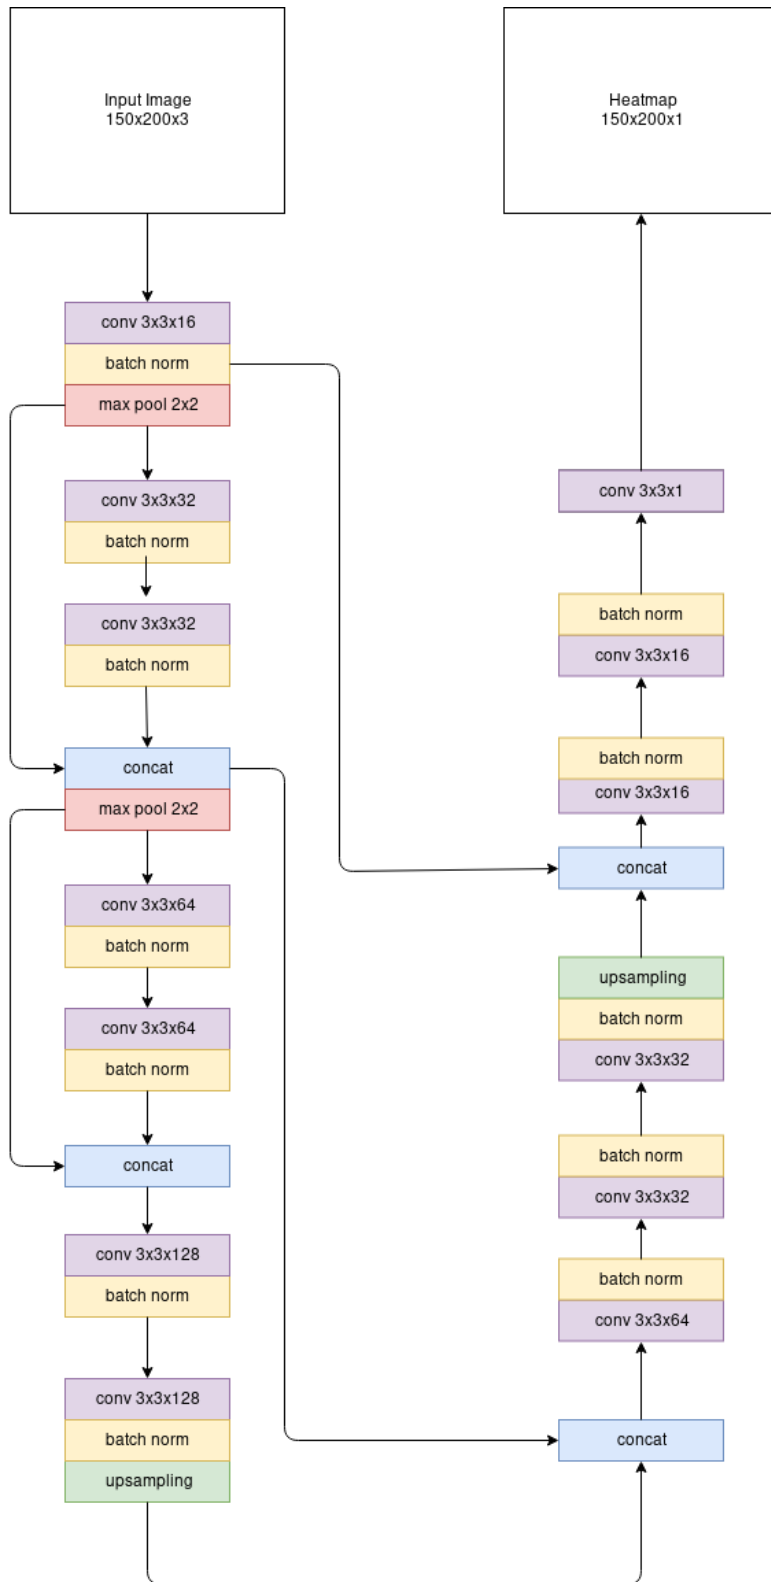 Input Image
150x200x3
conv 3x3x16
batch norm
max pool 2x2
conv 3x3x32
batch norm
conv 3x3x32
batch norm
concat
max pool 2x2
conv 3x3x64
batch norm
conv 3x3x64
batch norm
concat
conv 3x3x128
batch norm
conv 3x3x128
batch norm
upsampling
Heatmap
150x200x1
conv 3x3x1
batch norm
conv 3x3x16
batch norm
conv 3x3x16
concat
upsampling
batch norm
conv 3x3x32
batch norm
conv 3x3x32
batch norm
conv 3x3x64
concat